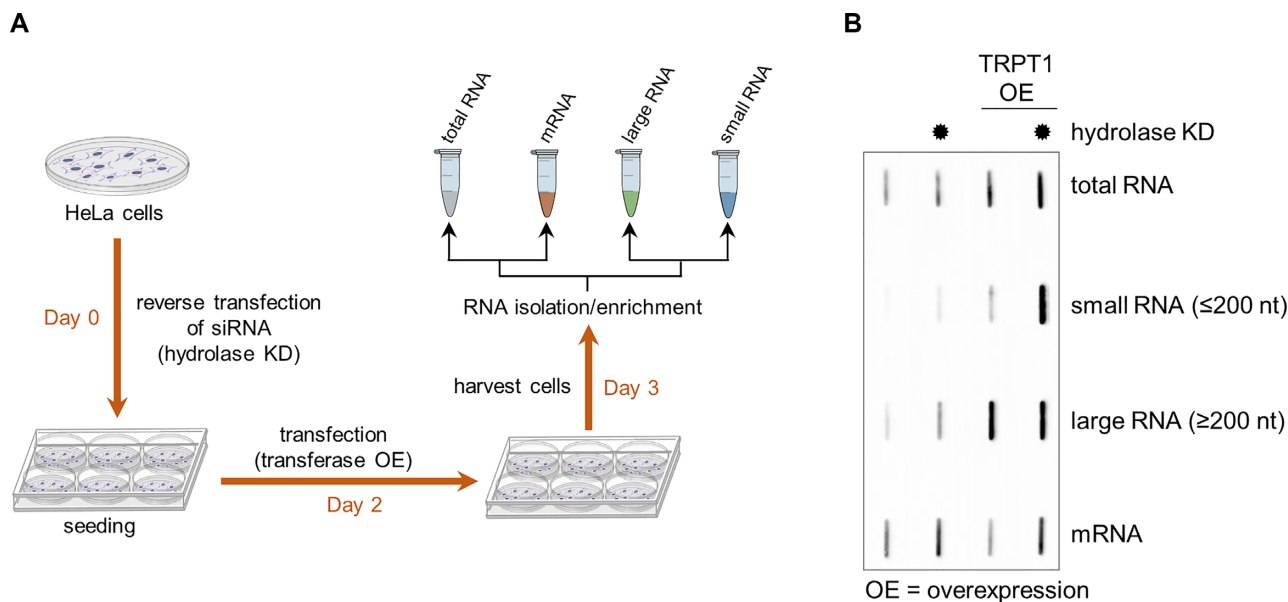 A
total RNA
mRNA
large RNA
small RNA
HeLa cells
RNA isolation/enrichment
Day 0
reverse transfection
of siRNA
(hydrolase KD)
harvest cells
Day 3
transfection
(transferase OE)
Day 2
seeding
B
TRPT1
OE
hydrolase KD
total RNA
small RNA (≤200 nt)
large RNA (≥200 nt)
mRNA
OE = overexpression